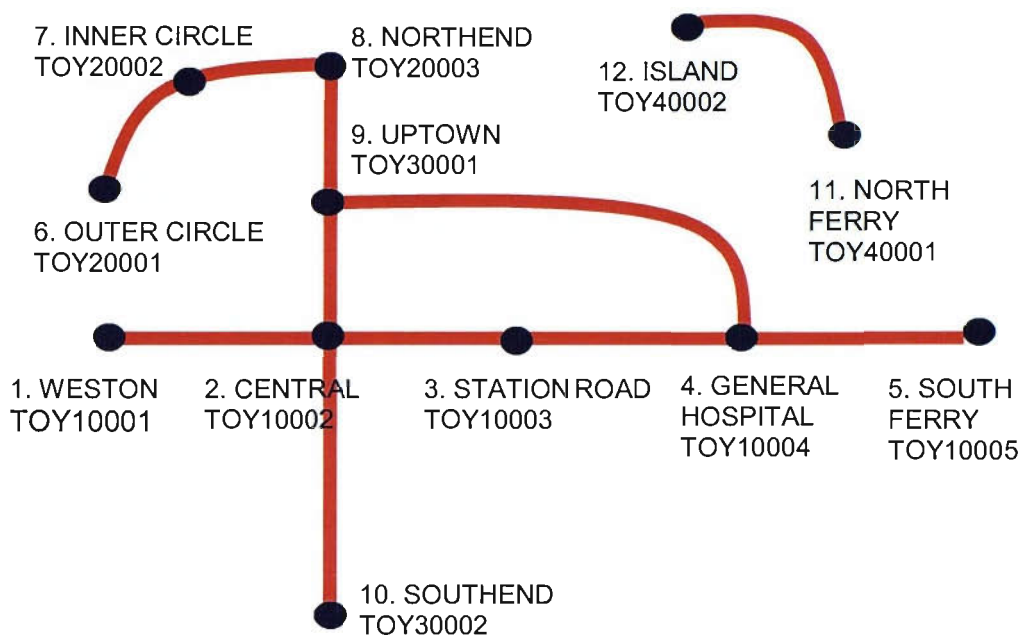 7. INNER CIRCLE
TOY20002
8. NORTHEND
TOY20003
12. ISLAND
TOY40002
9. UPTOWN
TOY30001
11. NORTH
FERRY
TOY40001
6. OUTER CIRCLE
TOY20001
1. WESTON
TOY10001
2. CENTRAL
TOY10002
3. STATION ROAD
TOY10003
4. GENERAL
HOSPITAL
TOY10004
5. SOUTH
FERRY
TOY10005
10. SOUTHEND
TOY30002